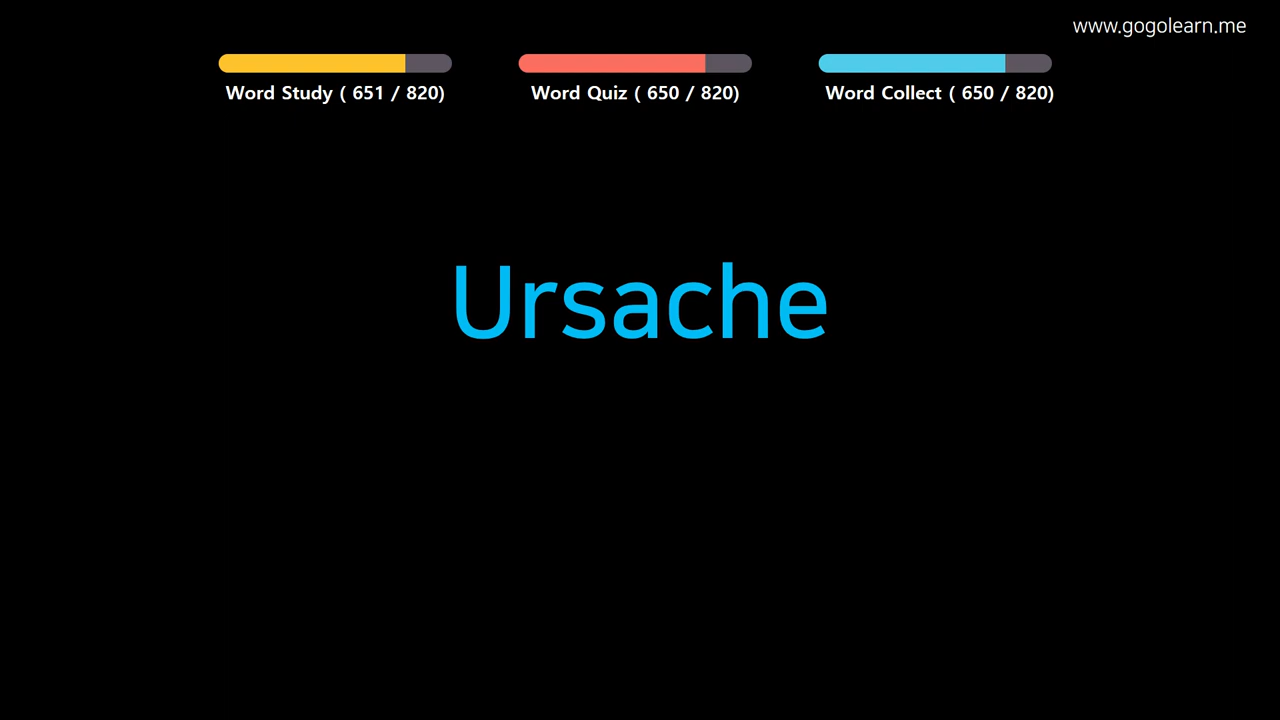 www.gogolearn.me
Word Study ( 651 / 820)
Word Quiz ( 650 / 820)
Word Collect ( 650 / 820)
Ursache